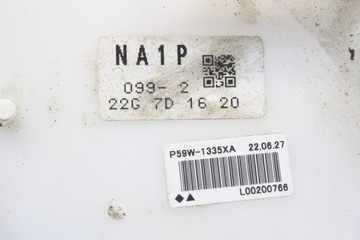 NA1P
099- 2
22G 7D 16 20
P59W-1335XA 22.06.27
L00200766